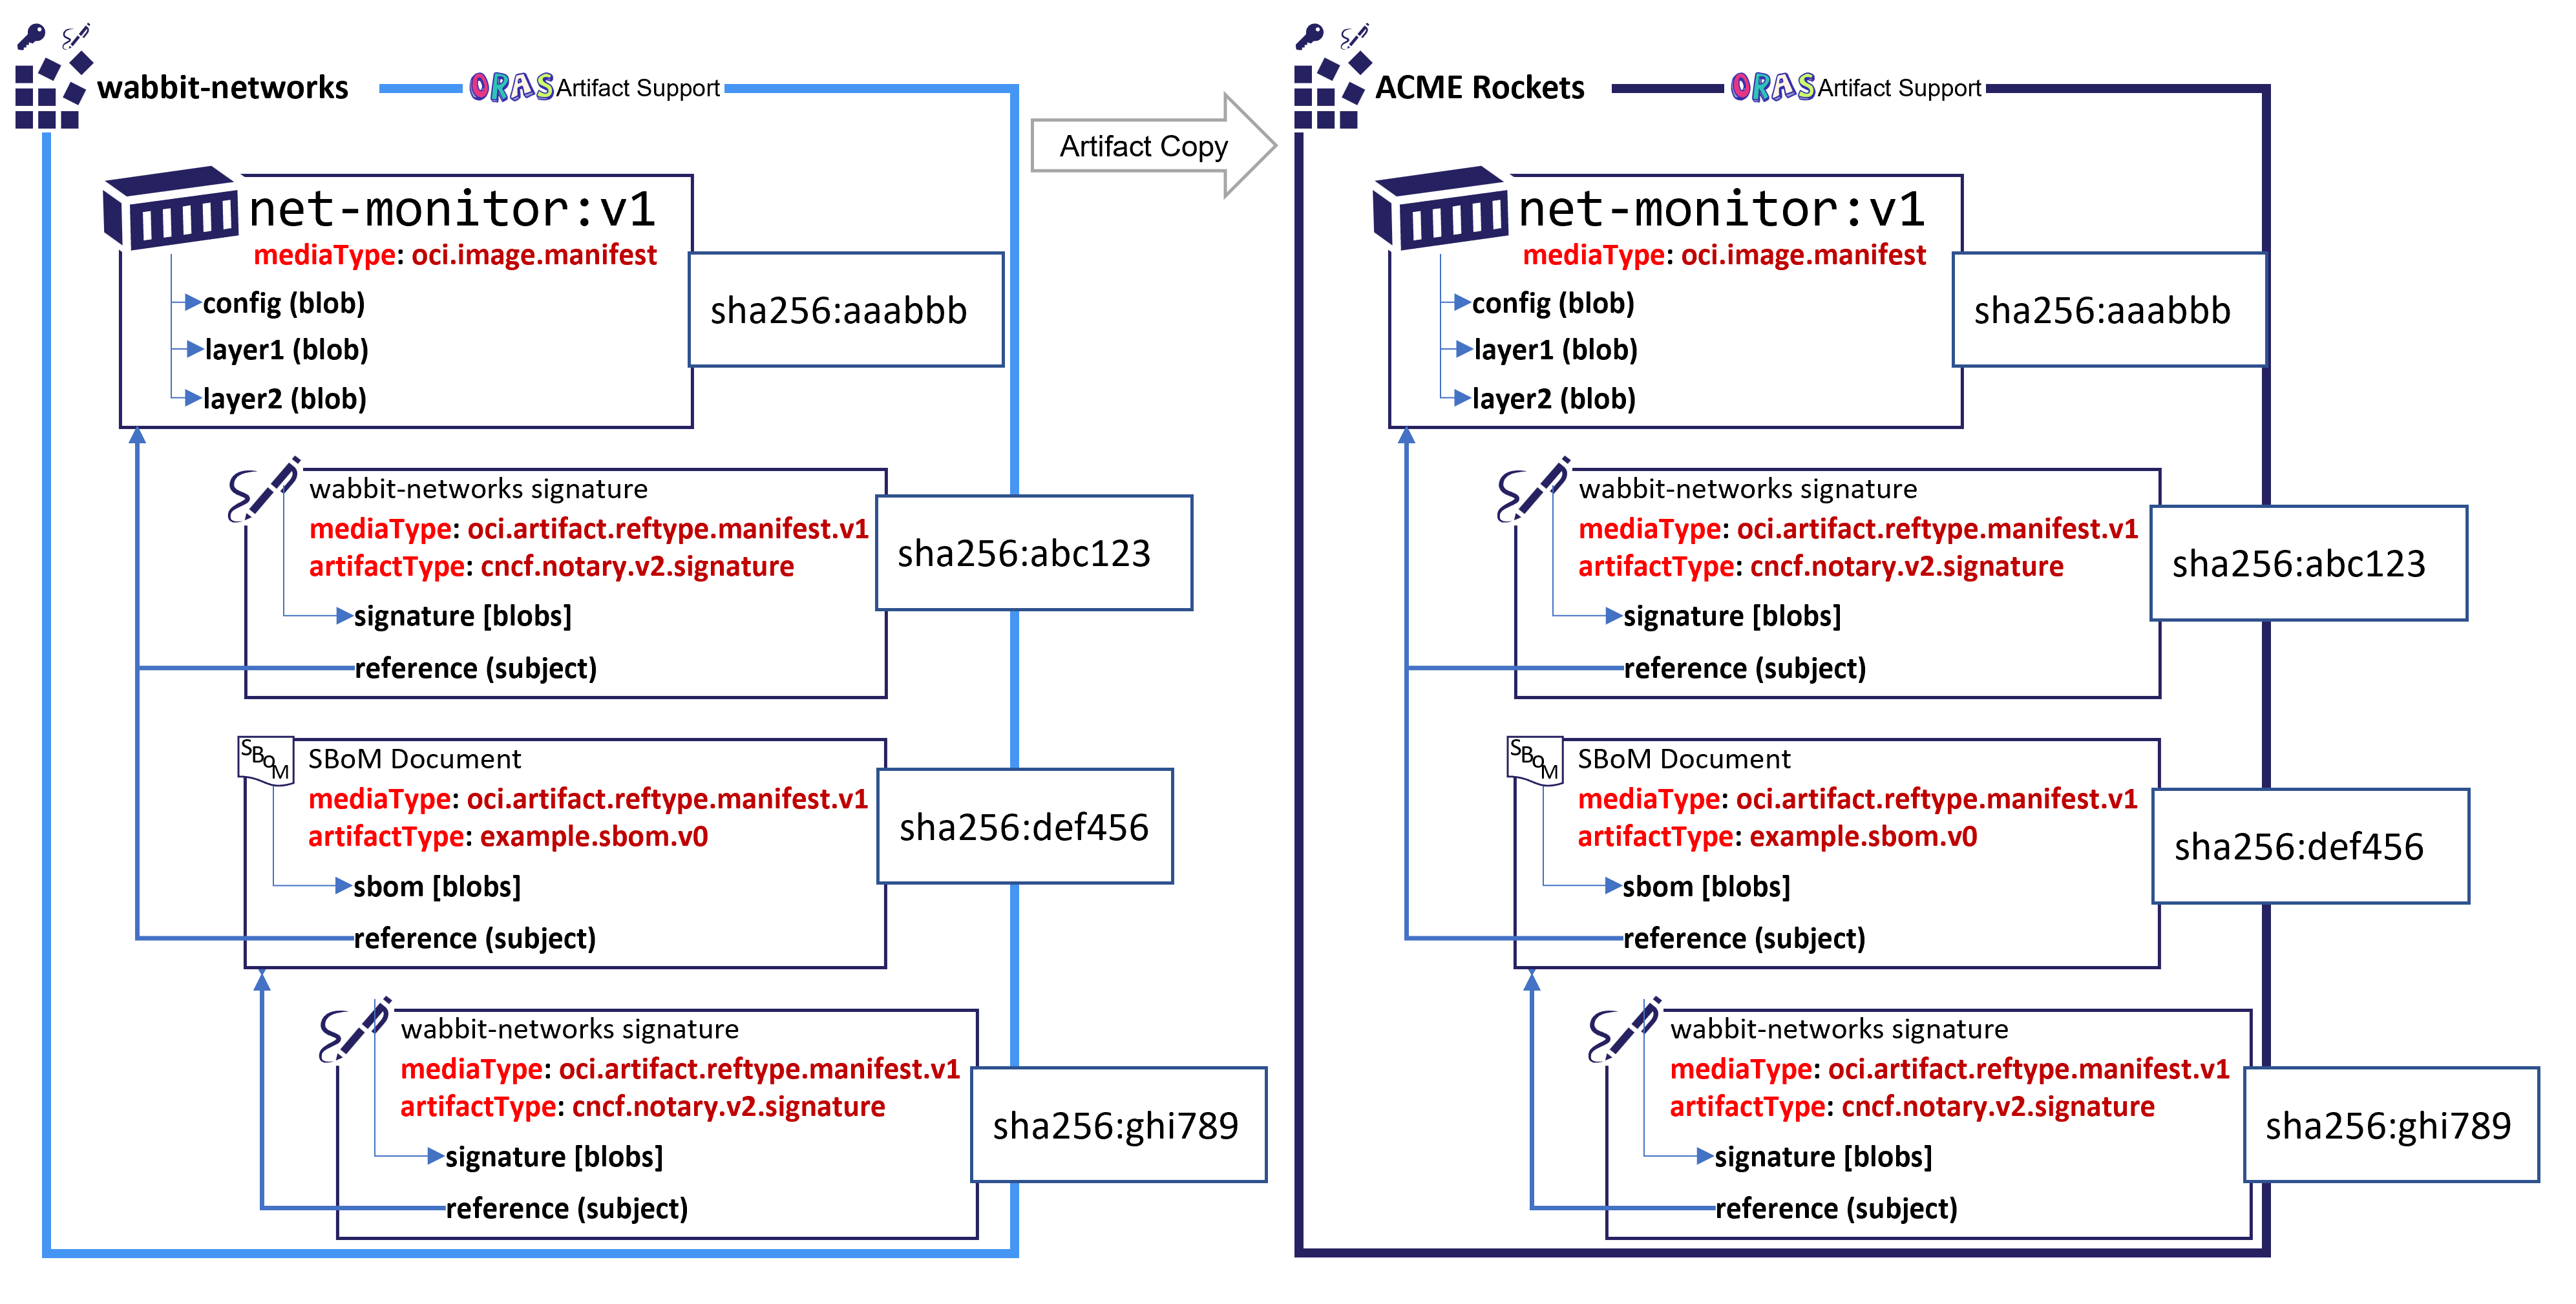 wabbit-networks
ORAS Artifact Support
net-monitor:v1
mediaType: oci.image.manifest
config (blob)
layer1 (blob)
layer2 (blob)
sha256:aaabbb
wabbit-networks signature
mediaType: oci.artifact.reftype.manifest.v1
artifactType: cncf.notary.v2.signature
signature [blobs]
reference (subject)
sha256:abc123
SBoM
SBoM Document
mediaType: oci.artifact.reftype.manifest.v1
artifactType: example.sbom.v0
sbom [blobs]
reference (subject)
sha256:def456
wabbit-networks signature
mediaType: oci.artifact.reftype.manifest.v1
artifactType: cncf.notary.v2.signature
signature [blobs]
reference (subject)
sha256:ghi789
Artifact Copy
ACME Rockets
ORAS Artifact Support
net-monitor:v1
mediaType: oci.image.manifest
config (blob)
layer1 (blob)
layer2 (blob)
sha256:aaabbb
wabbit-networks signature
mediaType: oci.artifact.reftype.manifest.v1
artifactType: cncf.notary.v2.signature
signature [blobs]
reference (subject)
sha256:abc123
SBoM
SBoM Document
mediaType: oci.artifact.reftype.manifest.v1
artifactType: example.sbom.v0
sbom [blobs]
reference (subject)
sha256:def456
wabbit-networks signature
mediaType: oci.artifact.reftype.manifest.v1
artifactType: cncf.notary.v2.signature
signature [blobs]
reference (subject)
sha256:ghi789